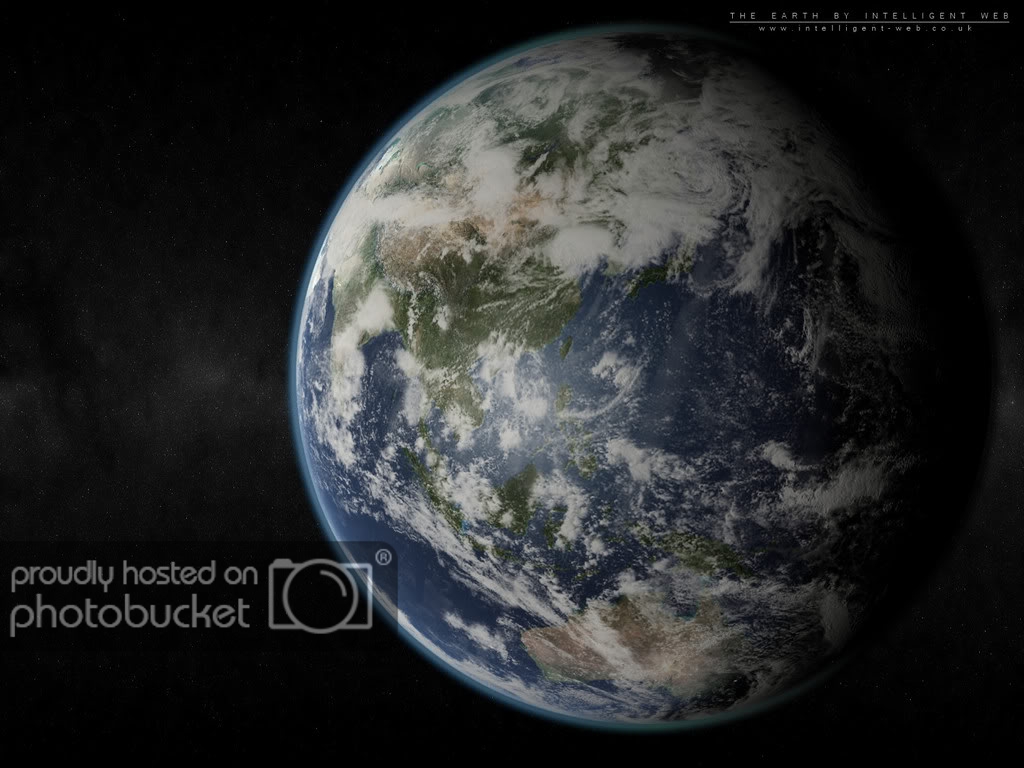 THE EARTH BY INTELLIGENT WEB
www.intelligent-web.co.uk
proudly hosted on
photobucket ®